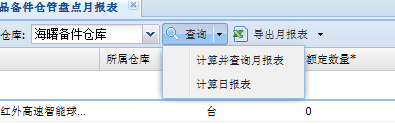 品备件仓管盘点月报表
仓库: 海曙备件仓库 查询 导出月报表
所属仓库 额定数量*
计算并查询月报表
计算日报表
红外高速智能球... 台 0